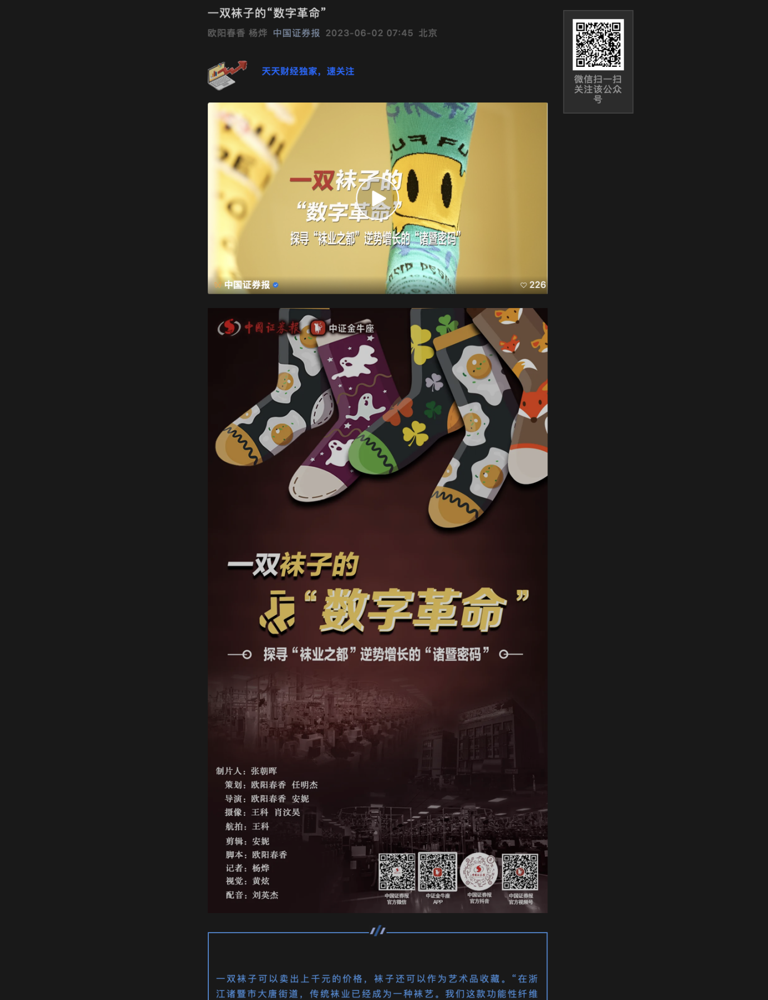 一双袜子的“数字革命”
欧阳春香 杨烨 中国证券报 2023-06-02 07:45 北京
微信扫一扫
关注该公众
号
天天财经独家，速关注
OUR FU
一双袜子的
“数字革命”
探寻“袜业之都”逆势增长的“诸暨密码”
中国证券报
226
中國证券報 中证金牛座
一双袜子的
“数字革命”
探寻“袜业之都”逆势增长的“诸暨密码”
制片人：张朝晖
策划：欧阳春香 任明杰
导演：欧阳春香 安妮
摄像：王科 肖汶昊
航拍：王科
剪辑：安妮
脚本：欧阳春香
记者：杨烨
视觉：黄炫
配音：刘英杰
中国证券报
官方微信
中证金牛座
APP
中国证券报
官方抖音
中国证券报
官方视频号
一双袜子可以卖出上千元的价格，袜子还可以作为艺术品收藏。“在浙
江诸暨市大唐街道，传统袜业已经成为一种袜艺。我们这款功能性纤维